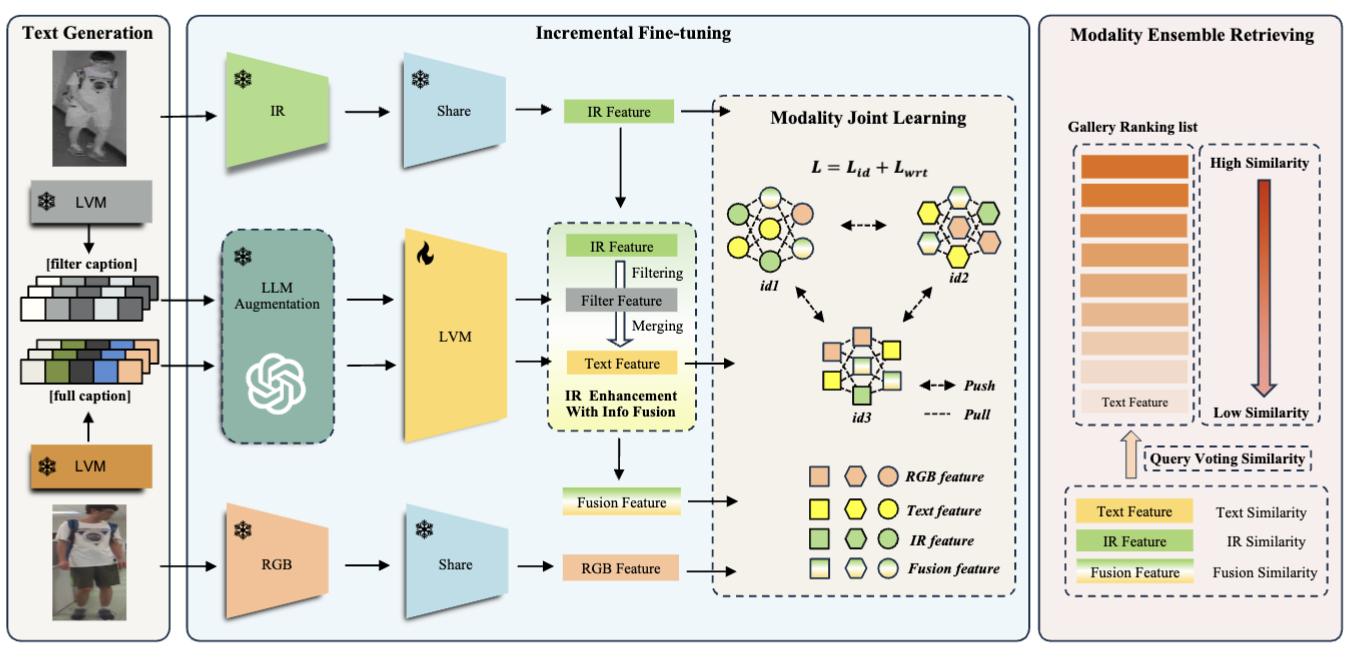 Text Generation
LVM
[filter caption]
[full caption]
LVM
Incremental Fine-tuning
IR
Share
IR Feature
LLM
Augmentation
LVM
IR Feature
Filtering
Filter Feature
Merging
Text Feature
IR Enhancement
With Info Fusion
Fusion Feature
RGB
Share
RGB Feature
Modality Joint Learning
L = L_id + L_wrt
id1
id2
id3
Push
Pull
RGB feature
Text feature
IR feature
Fusion feature
Modality Ensemble Retrieving
Gallery Ranking list
High Similarity
Text Feature
Low Similarity
Query Voting Similarity
Text Feature Text Similarity
IR Feature IR Similarity
Fusion Feature Fusion Similarity